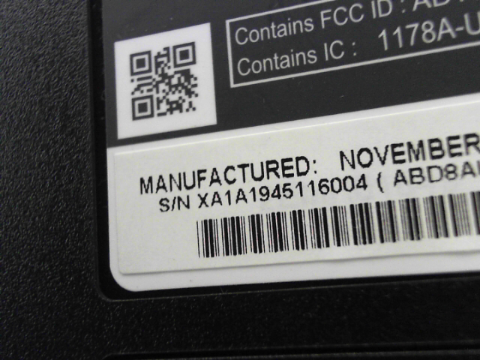 Contains FCC ID :
Contains IC : 1178A-U
MANUFACTURED: NOVEMBER
S/N XA1A1945116004 ( ABD8A